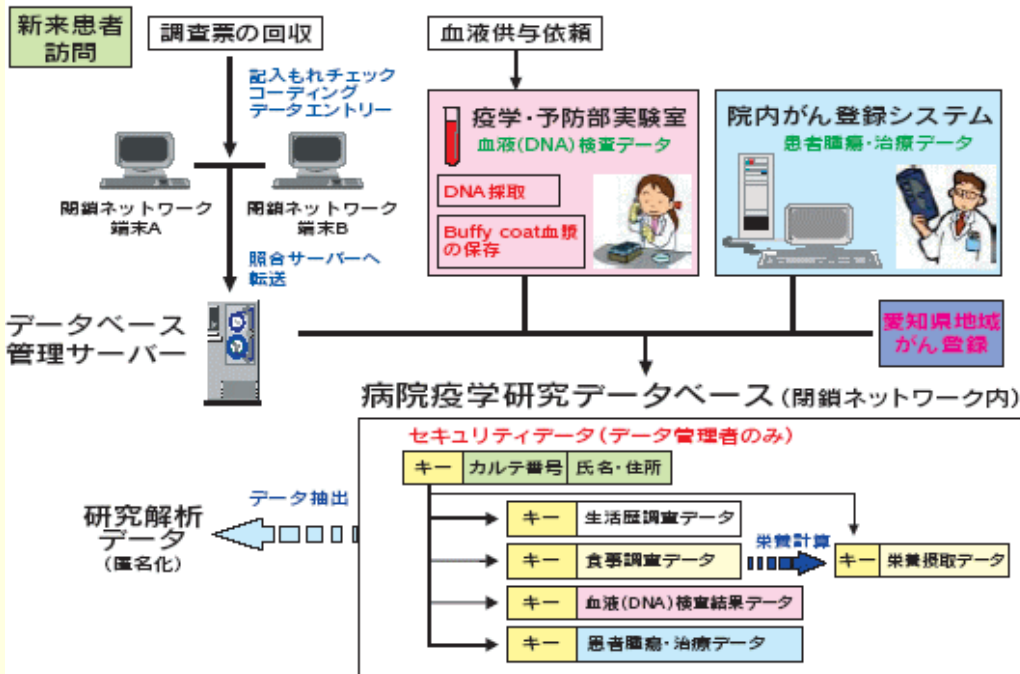 新来患者
訪問
調査票の回収
血液供与依頼
記入もれチェック
コーディング
データエントリー
閉鎖ネットワーク
端末A
閉鎖ネットワーク
端末B
照合サーバーへ
転送
疫学・予防部実験室
血液(DNA)検査データ
DNA採取
Buffy coat血漿
の保存
院内がん登録システム
患者腫瘍・治療データ
データベース
管理サーバー
愛知県地域
がん登録
病院疫学研究データベース(閉鎖ネットワーク内)
セキュリティデータ(データ管理者のみ)
キー カルテ番号 氏名・住所
データ抽出
研究解析
データ
(匿名化)
キー 生活歴調査データ
キー 食事調査データ
栄養計算
キー 栄養摂取データ
キー 血液(DNA)検査結果データ
キー 患者腫瘍・治療データ